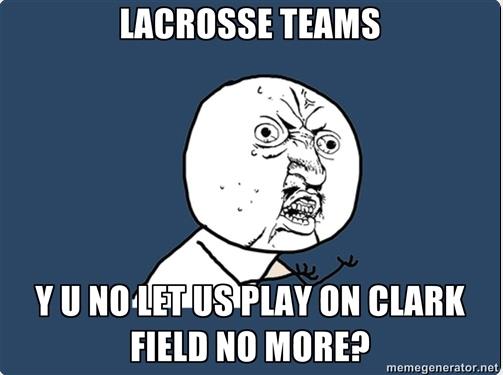 LACROSSE TEAMS
Y U NO LET US PLAY ON CLARK
FIELD NO MORE?
memegenerator.net